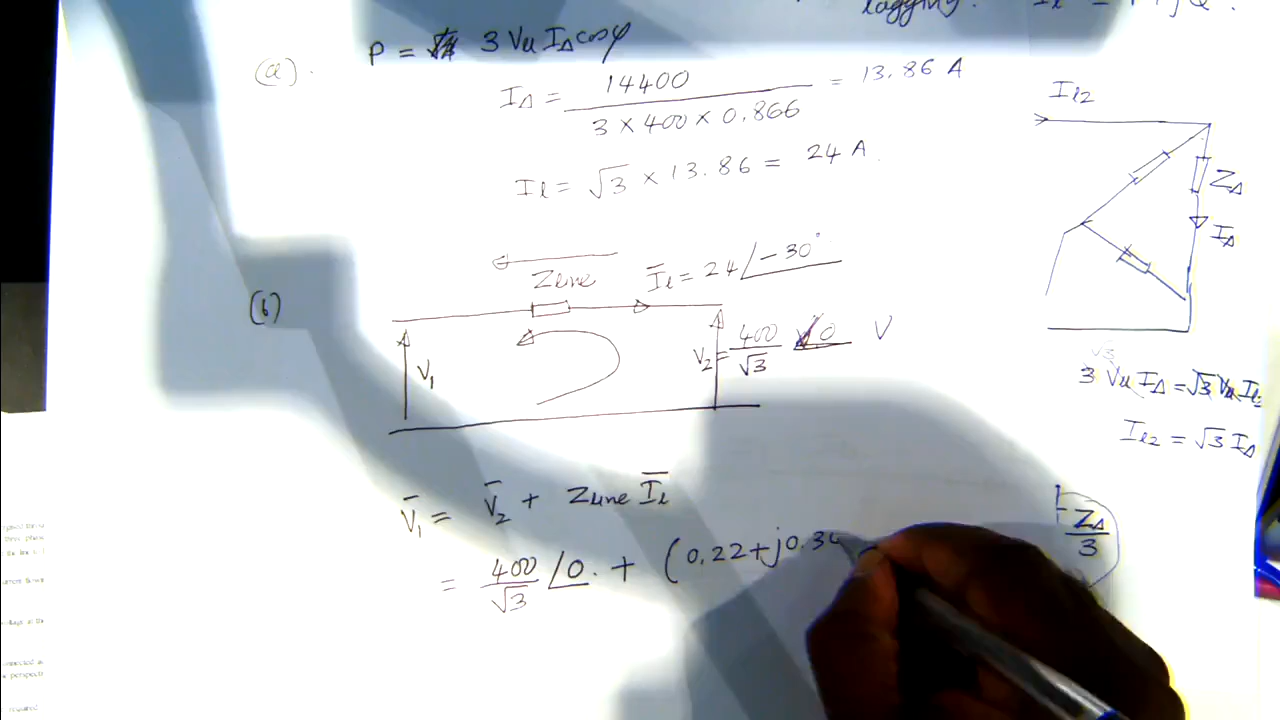 lagging.
(a). P = 3 Vll IΔ cosφ
IΔ = 14400 / 3 × 400 × 0.866 = 13.86 A
Il = √3 × 13.86 = 24 A
Il2
ZΔ
IΔ
(b) Zline Īl = 24 ∠-30°
V1
V2 = 400/√3 ∠0 V
3 Vll IΔ = √3 Vll Il2
Il2 = √3 IΔ
V̄1 = V̄2 + Zline Īl
= 400/√3 ∠0. + (0.22 + j0.3
ZΔ/3